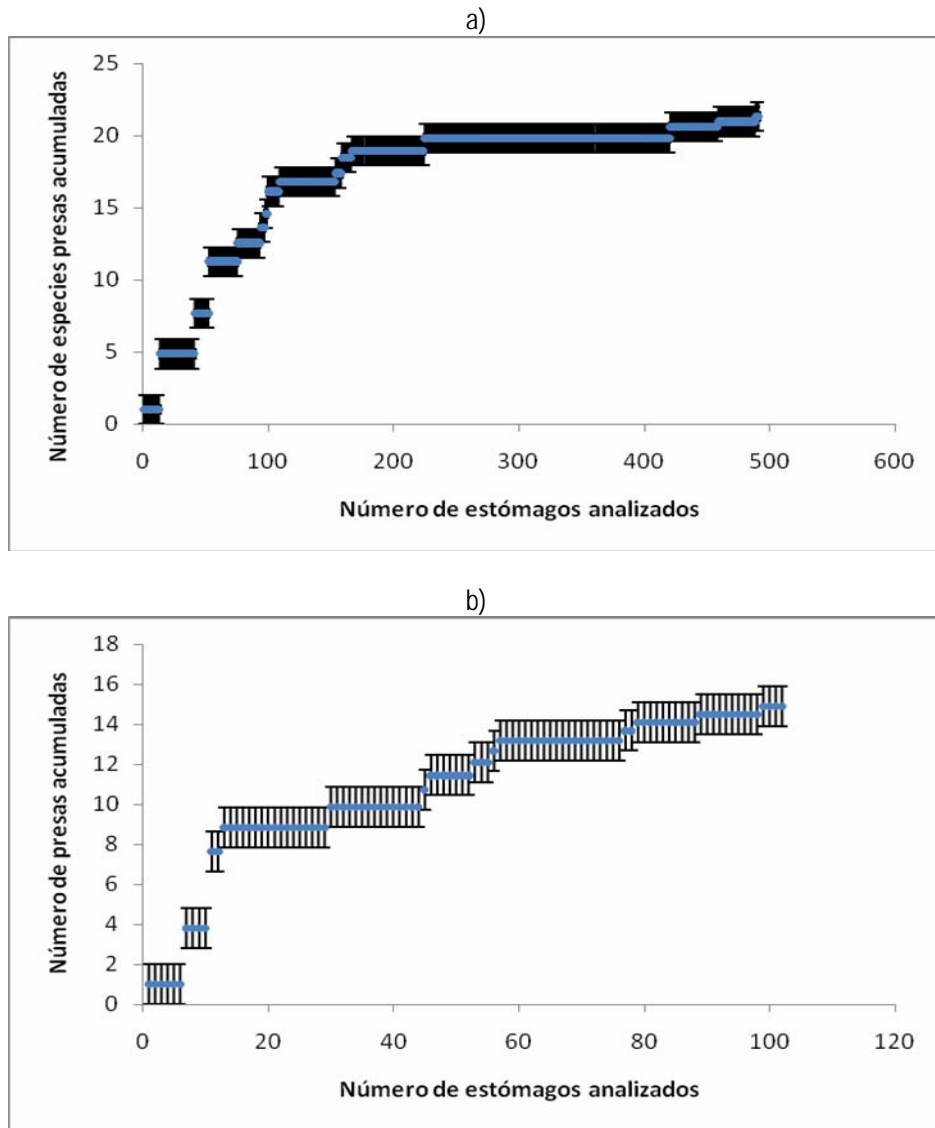 a)
Número de especies presas acumuladas
25
20
15
10
5
0
0 100 200 300 400 500 600
Número de estómagos analizados
b)
Número de presas acumuladas
18
16
14
12
10
8
6
4
2
0
0 20 40 60 80 100 120
Número de estómagos analizados